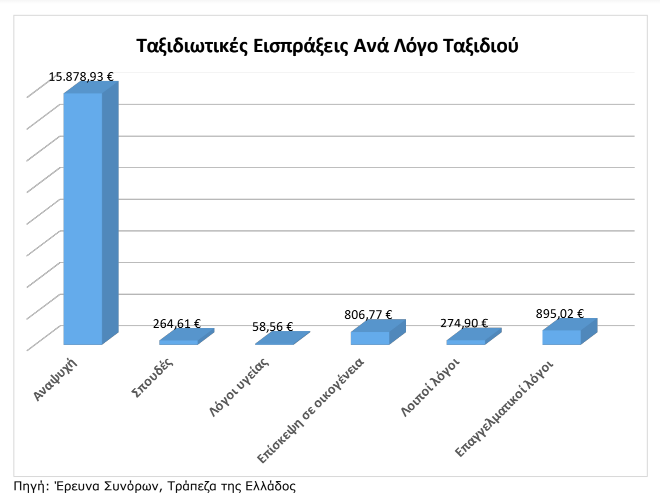 Ταξιδιωτικές Εισπράξεις Ανά Λόγο Ταξιδιού
15.878,93 €
264,61 €
58,56 €
806,77 €
274,90 €
895,02 €
Αναψυχή
Σπουδές
Λόγοι υγείας
Επίσκεψη σε οικογένεια
Λοιποί λόγοι
Επαγγελματικοί λόγοι
Πηγή: Έρευνα Συνόρων, Τράπεζα της Ελλάδος